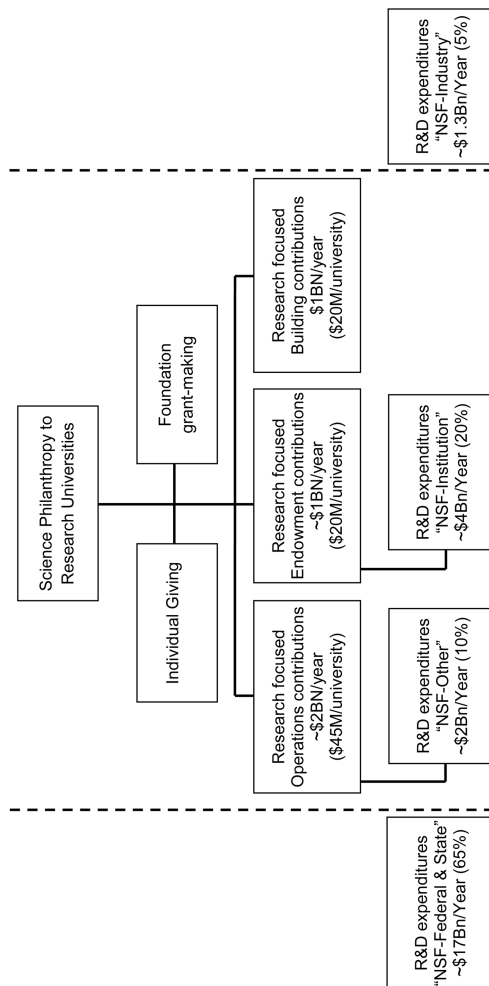 Science Philanthropy to
Research Universities
Individual Giving
Foundation
grant-making
Research focused
Operations contributions
~$2BN/year
($45M/university)
Research focused
Endowment contributions
~$1BN/year
($20M/university)
Research focused
Building contributions
$1BN/year
($20M/university)
R&D expenditures
“NSF-Federal & State”
~$17Bn/Year (65%)
R&D expenditures
“NSF-Other”
~$2Bn/Year (10%)
R&D expenditures
“NSF-Institution”
~$4Bn/Year (20%)
R&D expenditures
“NSF-Industry”
~$1.3Bn/Year (5%)